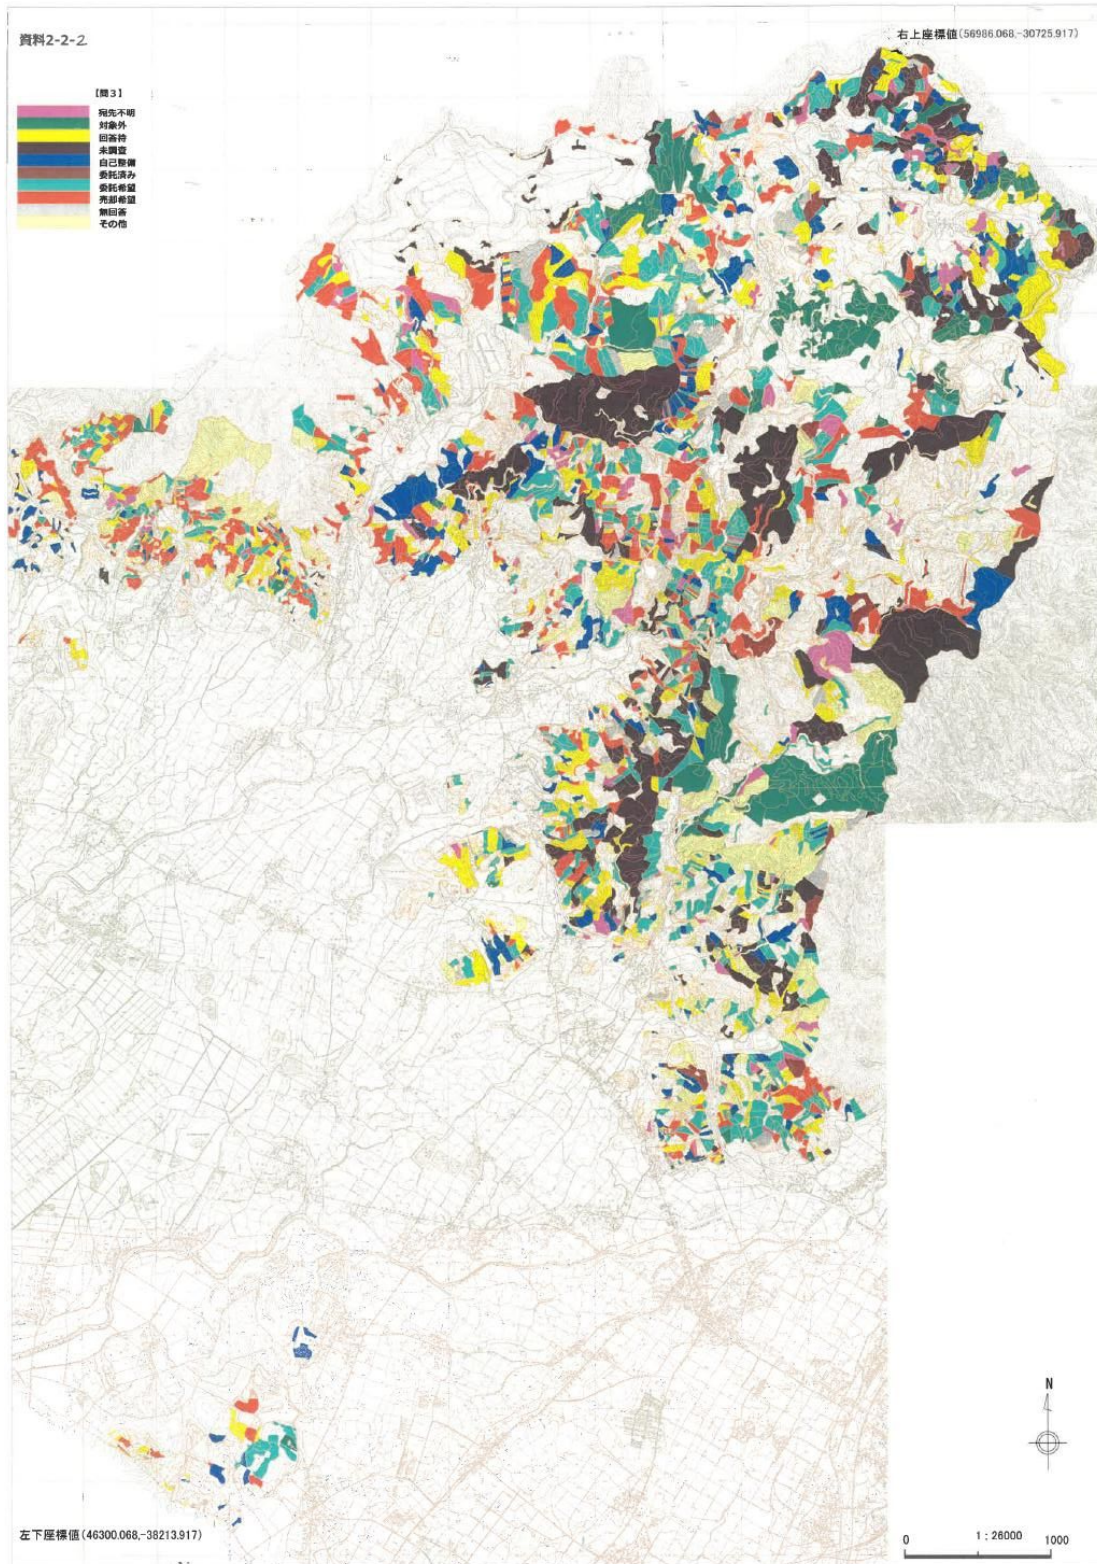 資料2-2-2
右上座標値(56986.068,-30725.917)
【問3】
宛先不明
対象外
回答待
未調査
自己整備
委託済み
委託希望
売却希望
無回答
その他
N
左下座標値(46300.068,-38213.917)
1:26000
0 1000